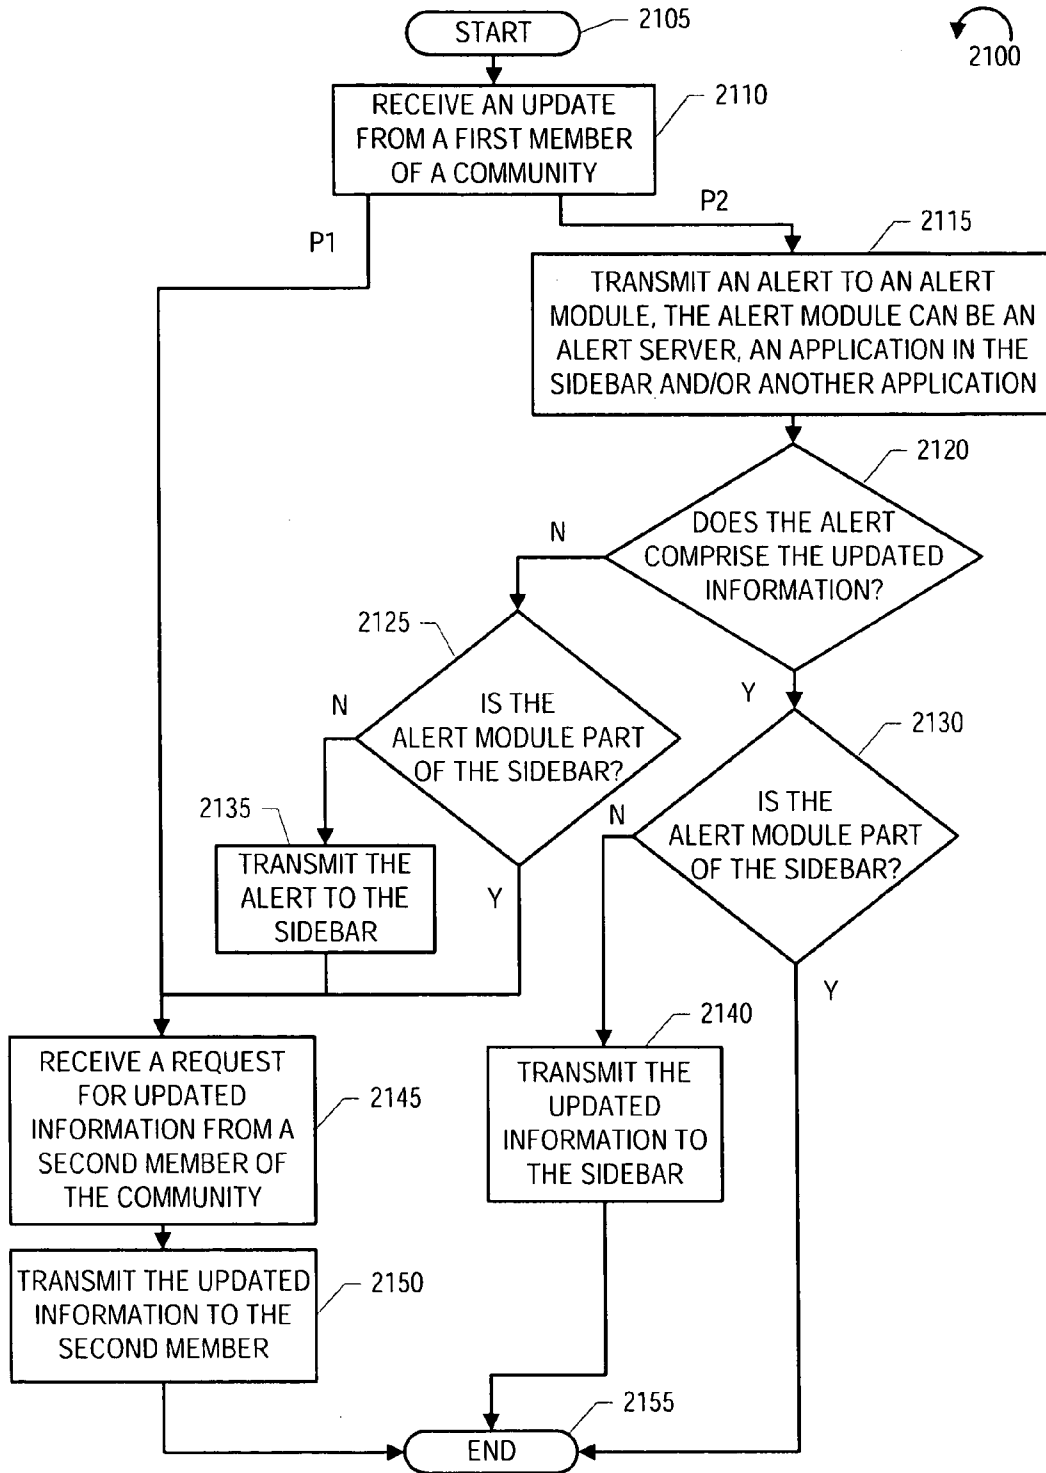 START
2105
2100
RECEIVE AN UPDATE
FROM A FIRST MEMBER
OF A COMMUNITY
2110
P1
P2
2115
TRANSMIT AN ALERT TO AN ALERT
MODULE, THE ALERT MODULE CAN BE AN
ALERT SERVER, AN APPLICATION IN THE
SIDEBAR AND/OR ANOTHER APPLICATION
2120
DOES THE ALERT
COMPRISE THE UPDATED
INFORMATION?
N
Y
2125
IS THE
ALERT MODULE PART
OF THE SIDEBAR?
N
Y
2130
IS THE
ALERT MODULE PART
OF THE SIDEBAR?
N
Y
2135
TRANSMIT THE
ALERT TO THE
SIDEBAR
2140
TRANSMIT THE
UPDATED
INFORMATION TO
THE SIDEBAR
RECEIVE A REQUEST
FOR UPDATED
INFORMATION FROM A
SECOND MEMBER OF
THE COMMUNITY
2145
TRANSMIT THE UPDATED
INFORMATION TO THE
SECOND MEMBER
2150
2155
END